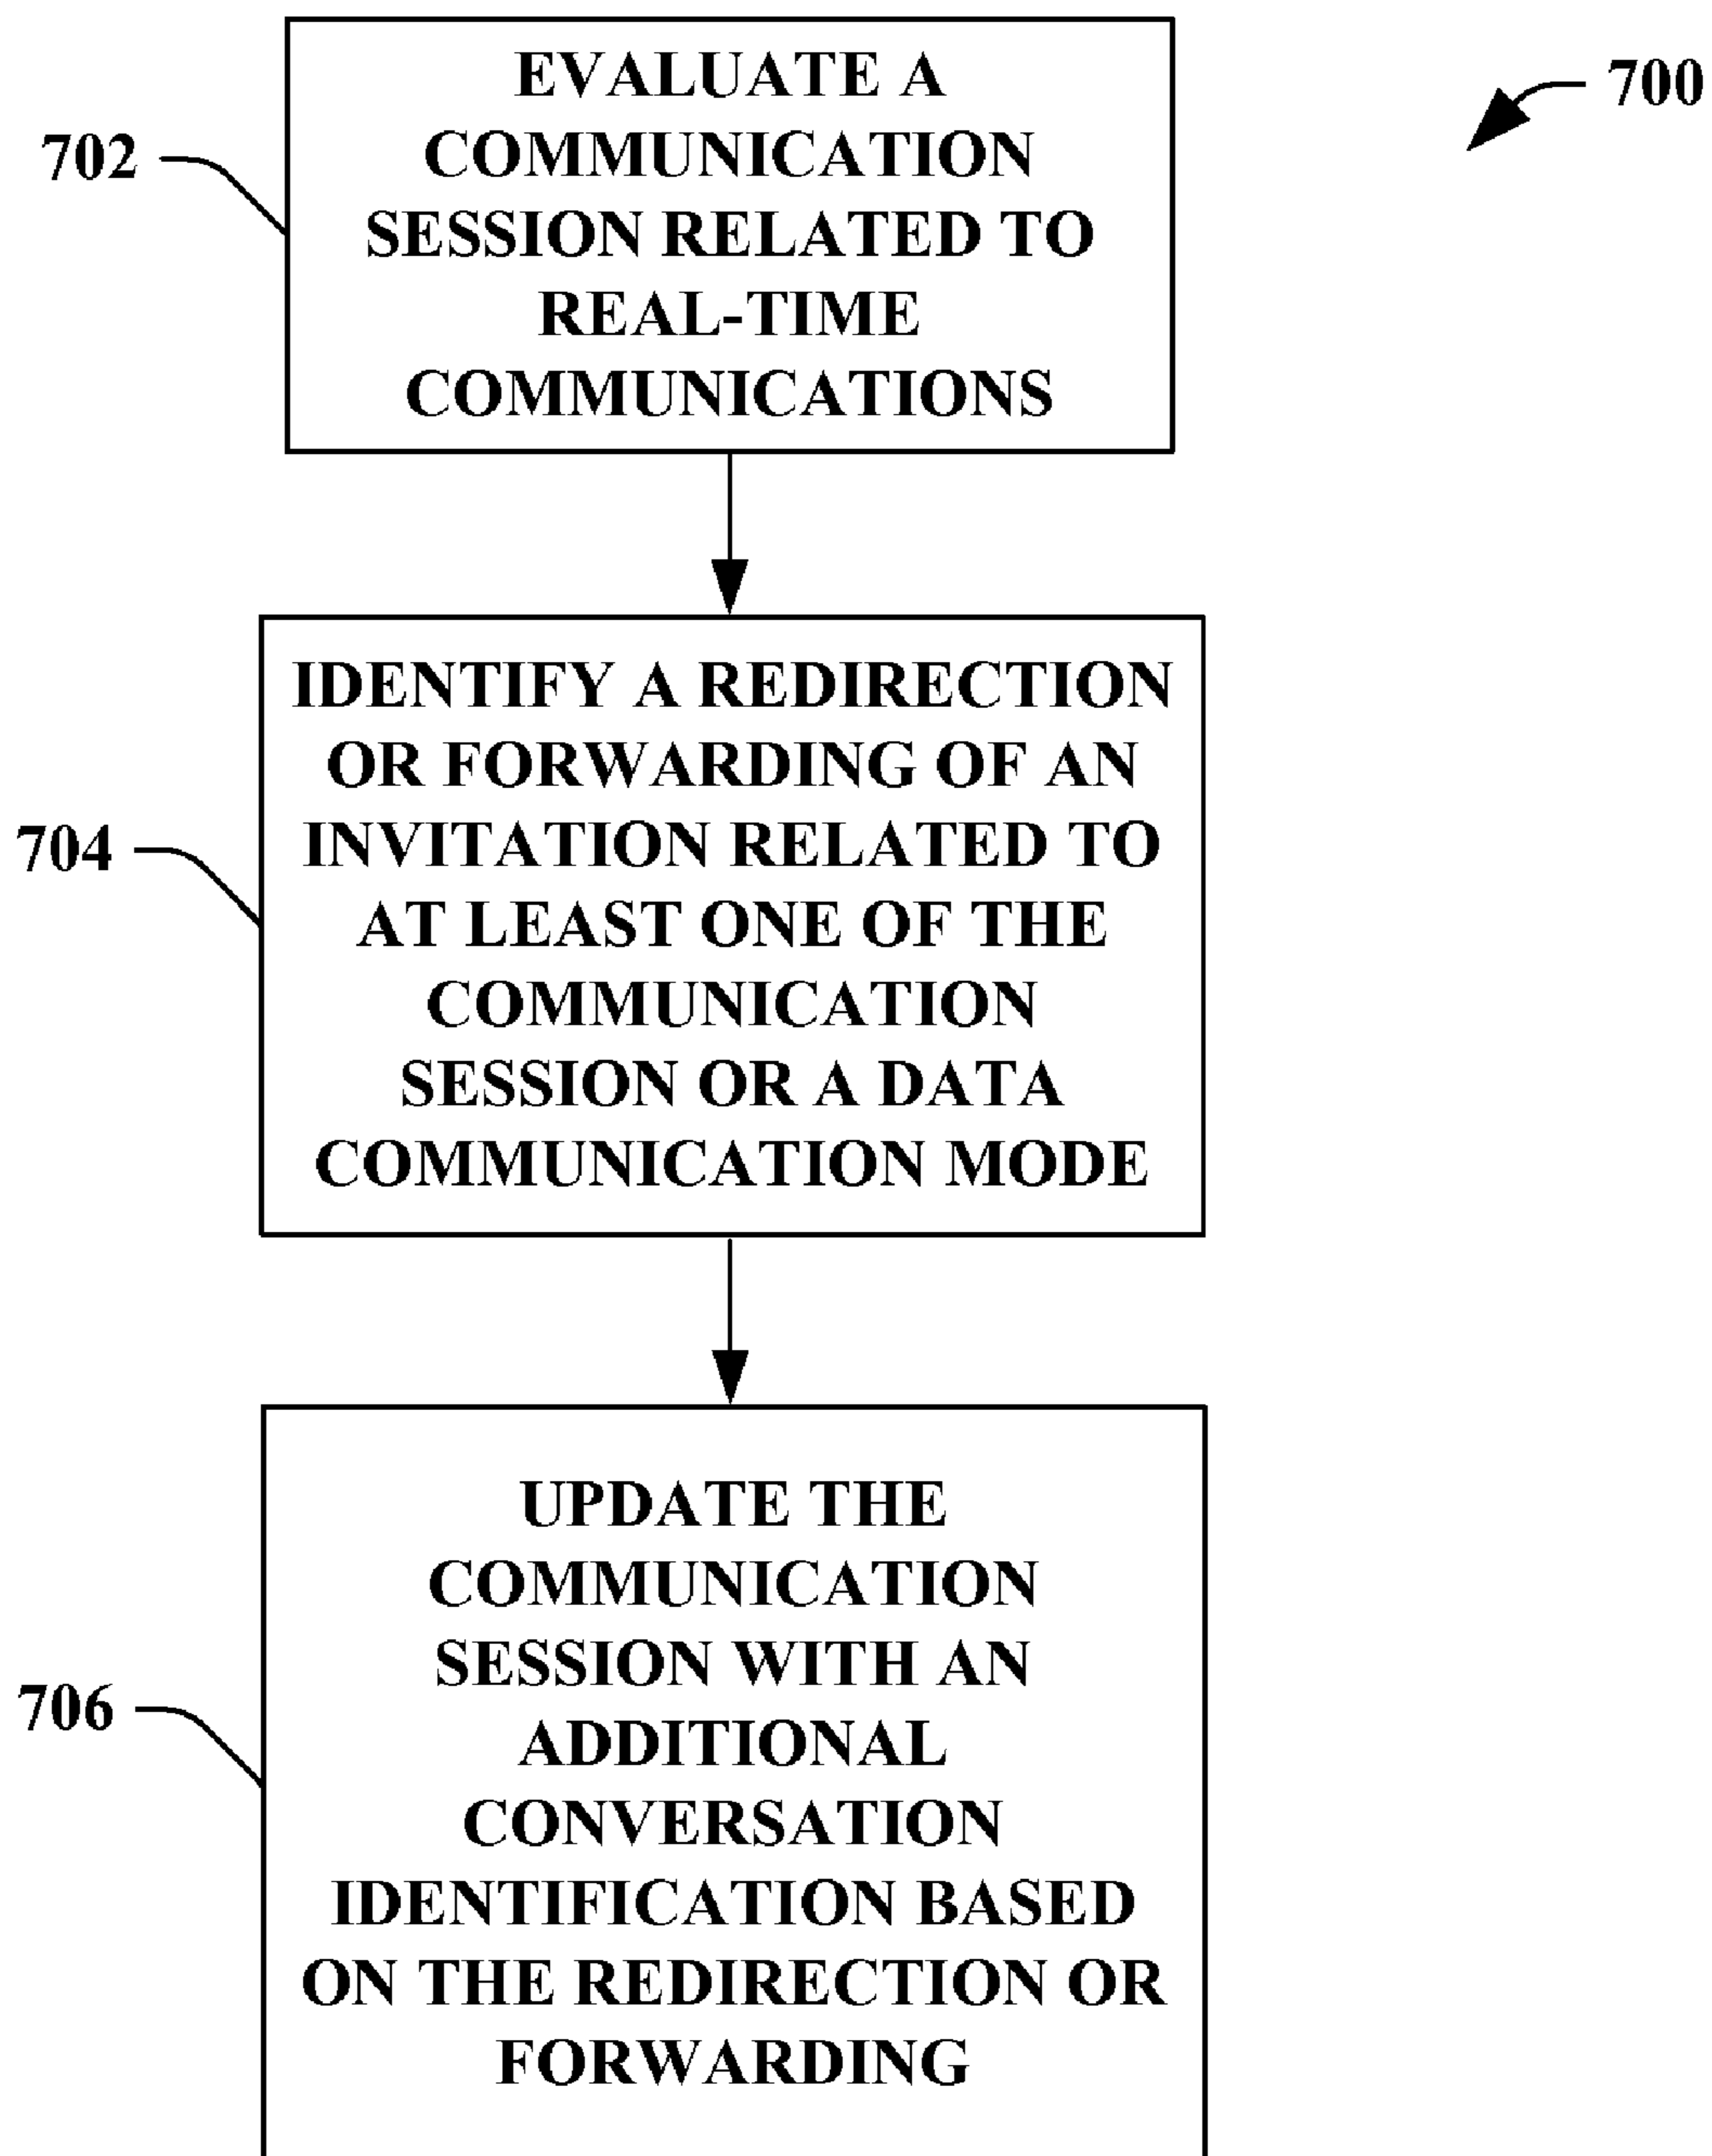 700
702
EVALUATE A
COMMUNICATION
SESSION RELATED TO
REAL-TIME
COMMUNICATIONS
704
IDENTIFY A REDIRECTION
OR FORWARDING OF AN
INVITATION RELATED TO
AT LEAST ONE OF THE
COMMUNICATION
SESSION OR A DATA
COMMUNICATION MODE
706
UPDATE THE
COMMUNICATION
SESSION WITH AN
ADDITIONAL
CONVERSATION
IDENTIFICATION BASED
ON THE REDIRECTION OR
FORWARDING